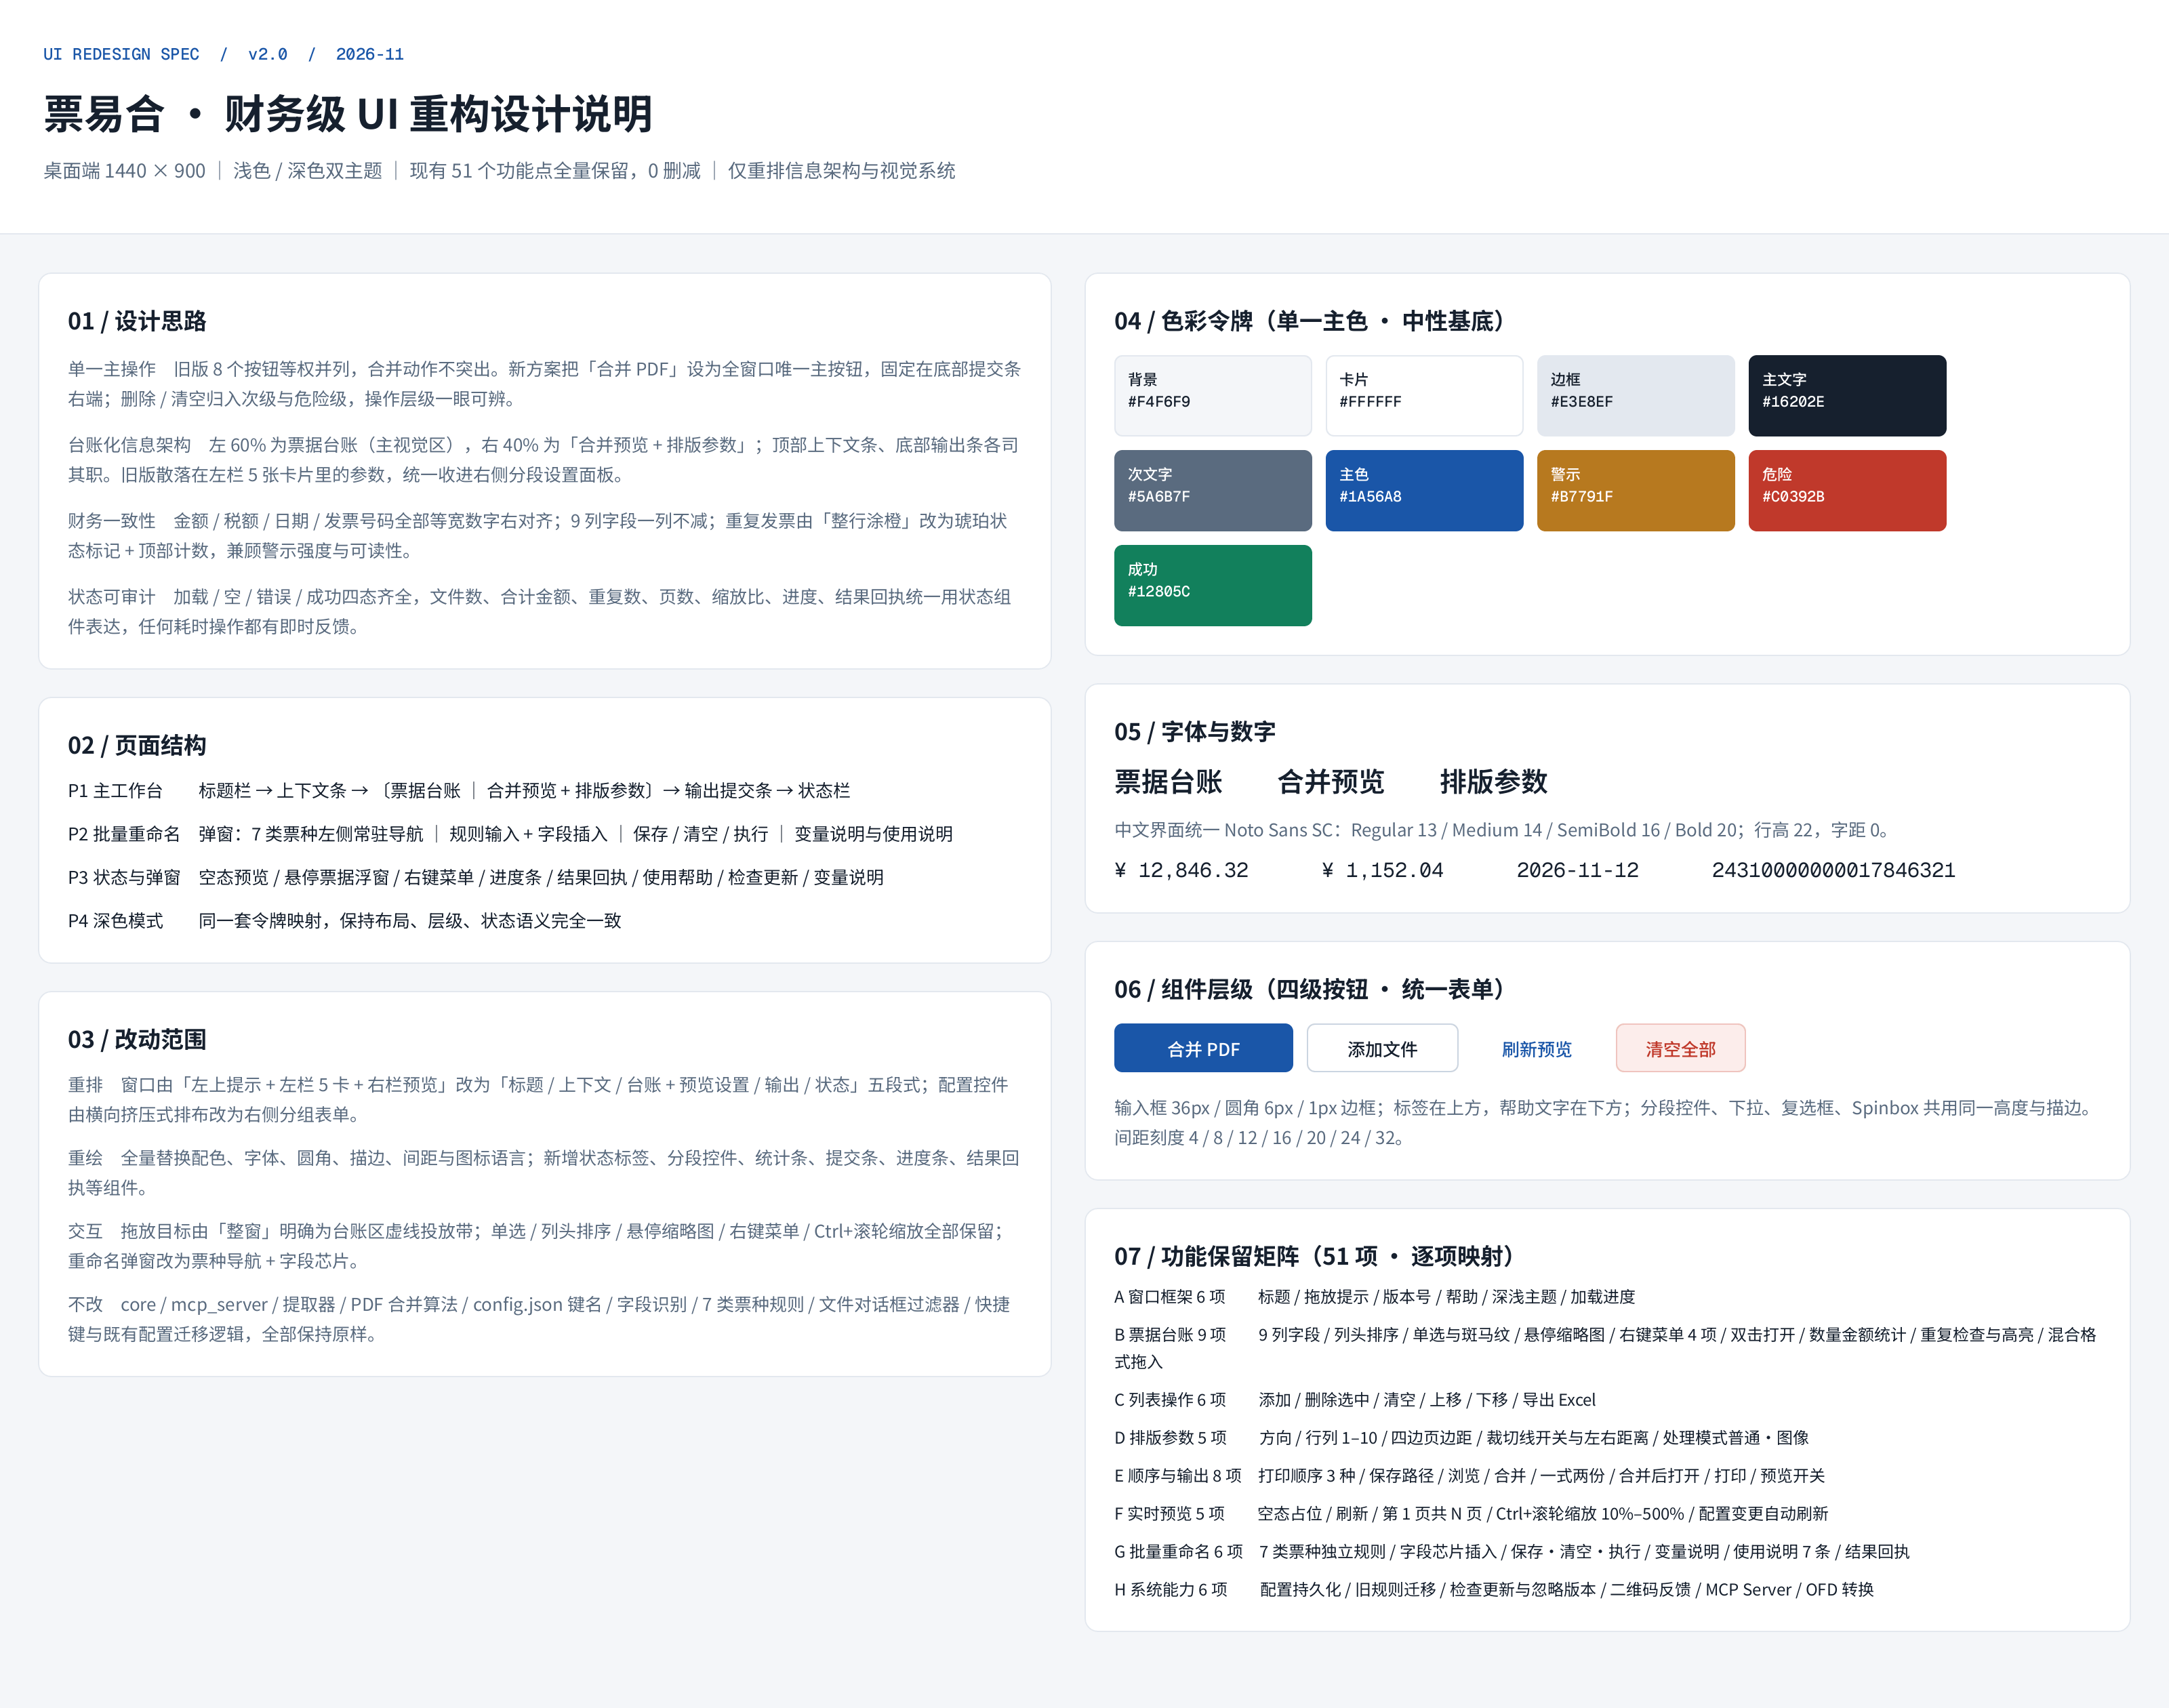 UI REDESIGN SPEC / v2.0 / 2026-11
票易合 · 财务级 UI 重构设计说明
桌面端 1440 × 900 ｜ 浅色 / 深色双主题 ｜ 现有 51 个功能点全量保留，0 删减 ｜ 仅重排信息架构与视觉系统
01 / 设计思路
单一主操作　旧版 8 个按钮等权并列，合并动作不突出。新方案把「合并 PDF」设为全窗口唯一主按钮，固定在底部提交条
右端；删除 / 清空归入次级与危险级，操作层级一眼可辨。
台账化信息架构　左 60% 为票据台账（主视觉区），右 40% 为「合并预览 + 排版参数」；顶部上下文条、底部输出条各司
其职。旧版散落在左栏 5 张卡片里的参数，统一收进右侧分段设置面板。
财务一致性　金额 / 税额 / 日期 / 发票号码全部等宽数字右对齐；9 列字段一列不减；重复发票由「整行涂橙」改为琥珀状
态标记 + 顶部计数，兼顾警示强度与可读性。
状态可审计　加载 / 空 / 错误 / 成功四态齐全，文件数、合计金额、重复数、页数、缩放比、进度、结果回执统一用状态组
件表达，任何耗时操作都有即时反馈。
02 / 页面结构
P1 主工作台　标题栏 → 上下文条 → 〔票据台账 ｜ 合并预览 + 排版参数〕→ 输出提交条 → 状态栏
P2 批量重命名　弹窗：7 类票种左侧常驻导航 ｜ 规则输入 + 字段插入 ｜ 保存 / 清空 / 执行 ｜ 变量说明与使用说明
P3 状态与弹窗　空态预览 / 悬停票据浮窗 / 右键菜单 / 进度条 / 结果回执 / 使用帮助 / 检查更新 / 变量说明
P4 深色模式　同一套令牌映射，保持布局、层级、状态语义完全一致
03 / 改动范围
重排　窗口由「左上提示 + 左栏 5 卡 + 右栏预览」改为「标题 / 上下文 / 台账 + 预览设置 / 输出 / 状态」五段式；配置控件
由横向挤压式排布改为右侧分组表单。
重绘　全量替换配色、字体、圆角、描边、间距与图标语言；新增状态标签、分段控件、统计条、提交条、进度条、结果回
执等组件。
交互　拖放目标由「整窗」明确为台账区虚线投放带；单选 / 列头排序 / 悬停缩略图 / 右键菜单 / Ctrl+滚轮缩放全部保留；
重命名弹窗改为票种导航 + 字段芯片。
不改　core / mcp_server / 提取器 / PDF 合并算法 / config.json 键名 / 字段识别 / 7 类票种规则 / 文件对话框过滤器 / 快捷
键与既有配置迁移逻辑，全部保持原样。
04 / 色彩令牌（单一主色 · 中性基底）
背景
#F4F6F9
卡片
#FFFFFF
边框
#E3E8EF
主文字
#16202E
次文字
#5A6B7F
主色
#1A56A8
警示
#B7791F
危险
#C0392B
成功
#12805C
05 / 字体与数字
票据台账　合并预览　排版参数
中文界面统一 Noto Sans SC：Regular 13 / Medium 14 / SemiBold 16 / Bold 20；行高 22，字距 0。
¥ 12,846.32　¥ 1,152.04　2026-11-12　24310000000017846321
06 / 组件层级（四级按钮 · 统一表单）
合并 PDF　添加文件　刷新预览　清空全部
输入框 36px / 圆角 6px / 1px 边框；标签在上方，帮助文字在下方；分段控件、下拉、复选框、Spinbox 共用同一高度与描边。
间距刻度 4 / 8 / 12 / 16 / 20 / 24 / 32。
07 / 功能保留矩阵（51 项 · 逐项映射）
A 窗口框架 6 项　标题 / 拖放提示 / 版本号 / 帮助 / 深浅主题 / 加载进度
B 票据台账 9 项　9 列字段 / 列头排序 / 单选与斑马纹 / 悬停缩略图 / 右键菜单 4 项 / 双击打开 / 数量金额统计 / 重复检查与高亮 / 混合格
式拖入
C 列表操作 6 项　添加 / 删除选中 / 清空 / 上移 / 下移 / 导出 Excel
D 排版参数 5 项　方向 / 行列 1–10 / 四边页边距 / 裁切线开关与左右距离 / 处理模式普通·图像
E 顺序与输出 8 项　打印顺序 3 种 / 保存路径 / 浏览 / 合并 / 一式两份 / 合并后打开 / 打印 / 预览开关
F 实时预览 5 项　空态占位 / 刷新 / 第 1 页共 N 页 / Ctrl+滚轮缩放 10%–500% / 配置变更自动刷新
G 批量重命名 6 项　7 类票种独立规则 / 字段芯片插入 / 保存·清空·执行 / 变量说明 / 使用说明 7 条 / 结果回执
H 系统能力 6 项　配置持久化 / 旧规则迁移 / 检查更新与忽略版本 / 二维码反馈 / MCP Server / OFD 转换